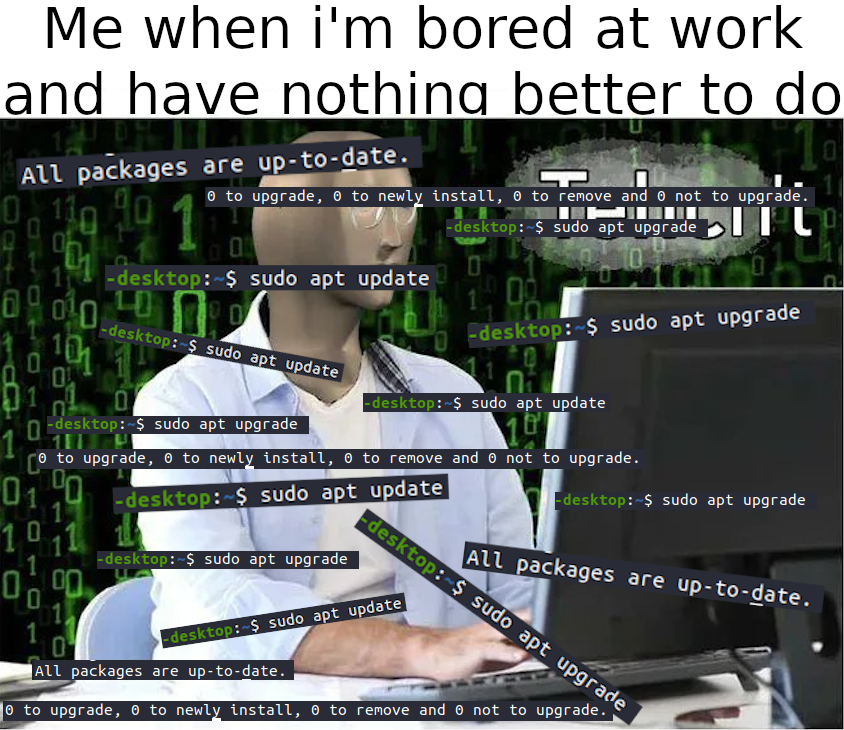 Me when i'm bored at work
and have nothing better to do
All packages are up-to-date.
0 to upgrade, 0 to newly install, 0 to remove and 0 not to upgrade.
-desktop:~$ sudo apt upgrade
-desktop:~$ sudo apt update
-desktop:~$ sudo apt upgrade
-desktop:~$ sudo apt update
-desktop:~$ sudo apt update
-desktop:~$ sudo apt upgrade
0 to upgrade, 0 to newly install, 0 to remove and 0 not to upgrade.
-desktop:~$ sudo apt update
-desktop:~$ sudo apt upgrade
-desktop:~$ sudo apt upgrade
-desktop:~$ sudo apt upgrade
All packages are up-to-date.
-desktop:~$ sudo apt update
All packages are up-to-date.
0 to upgrade, 0 to newly install, 0 to remove and 0 not to upgrade.